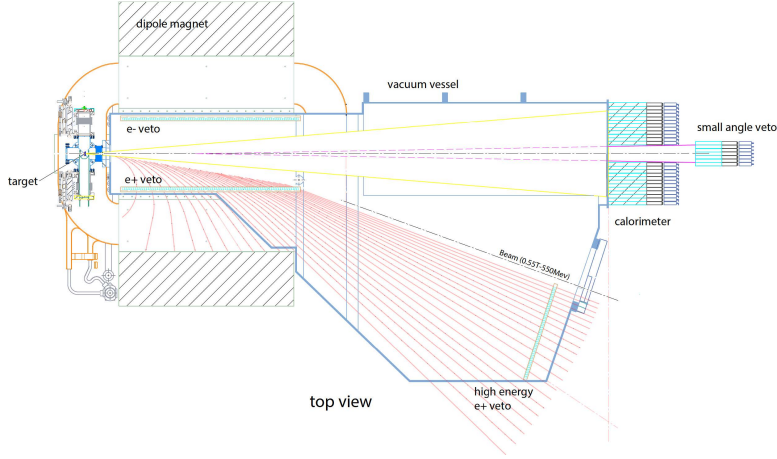 dipole magnet
vacuum vessel
e- veto
small angle veto
target
e+ veto
calorimeter
Beam (0.55T-550Mev)
high energy
e+ veto
top view